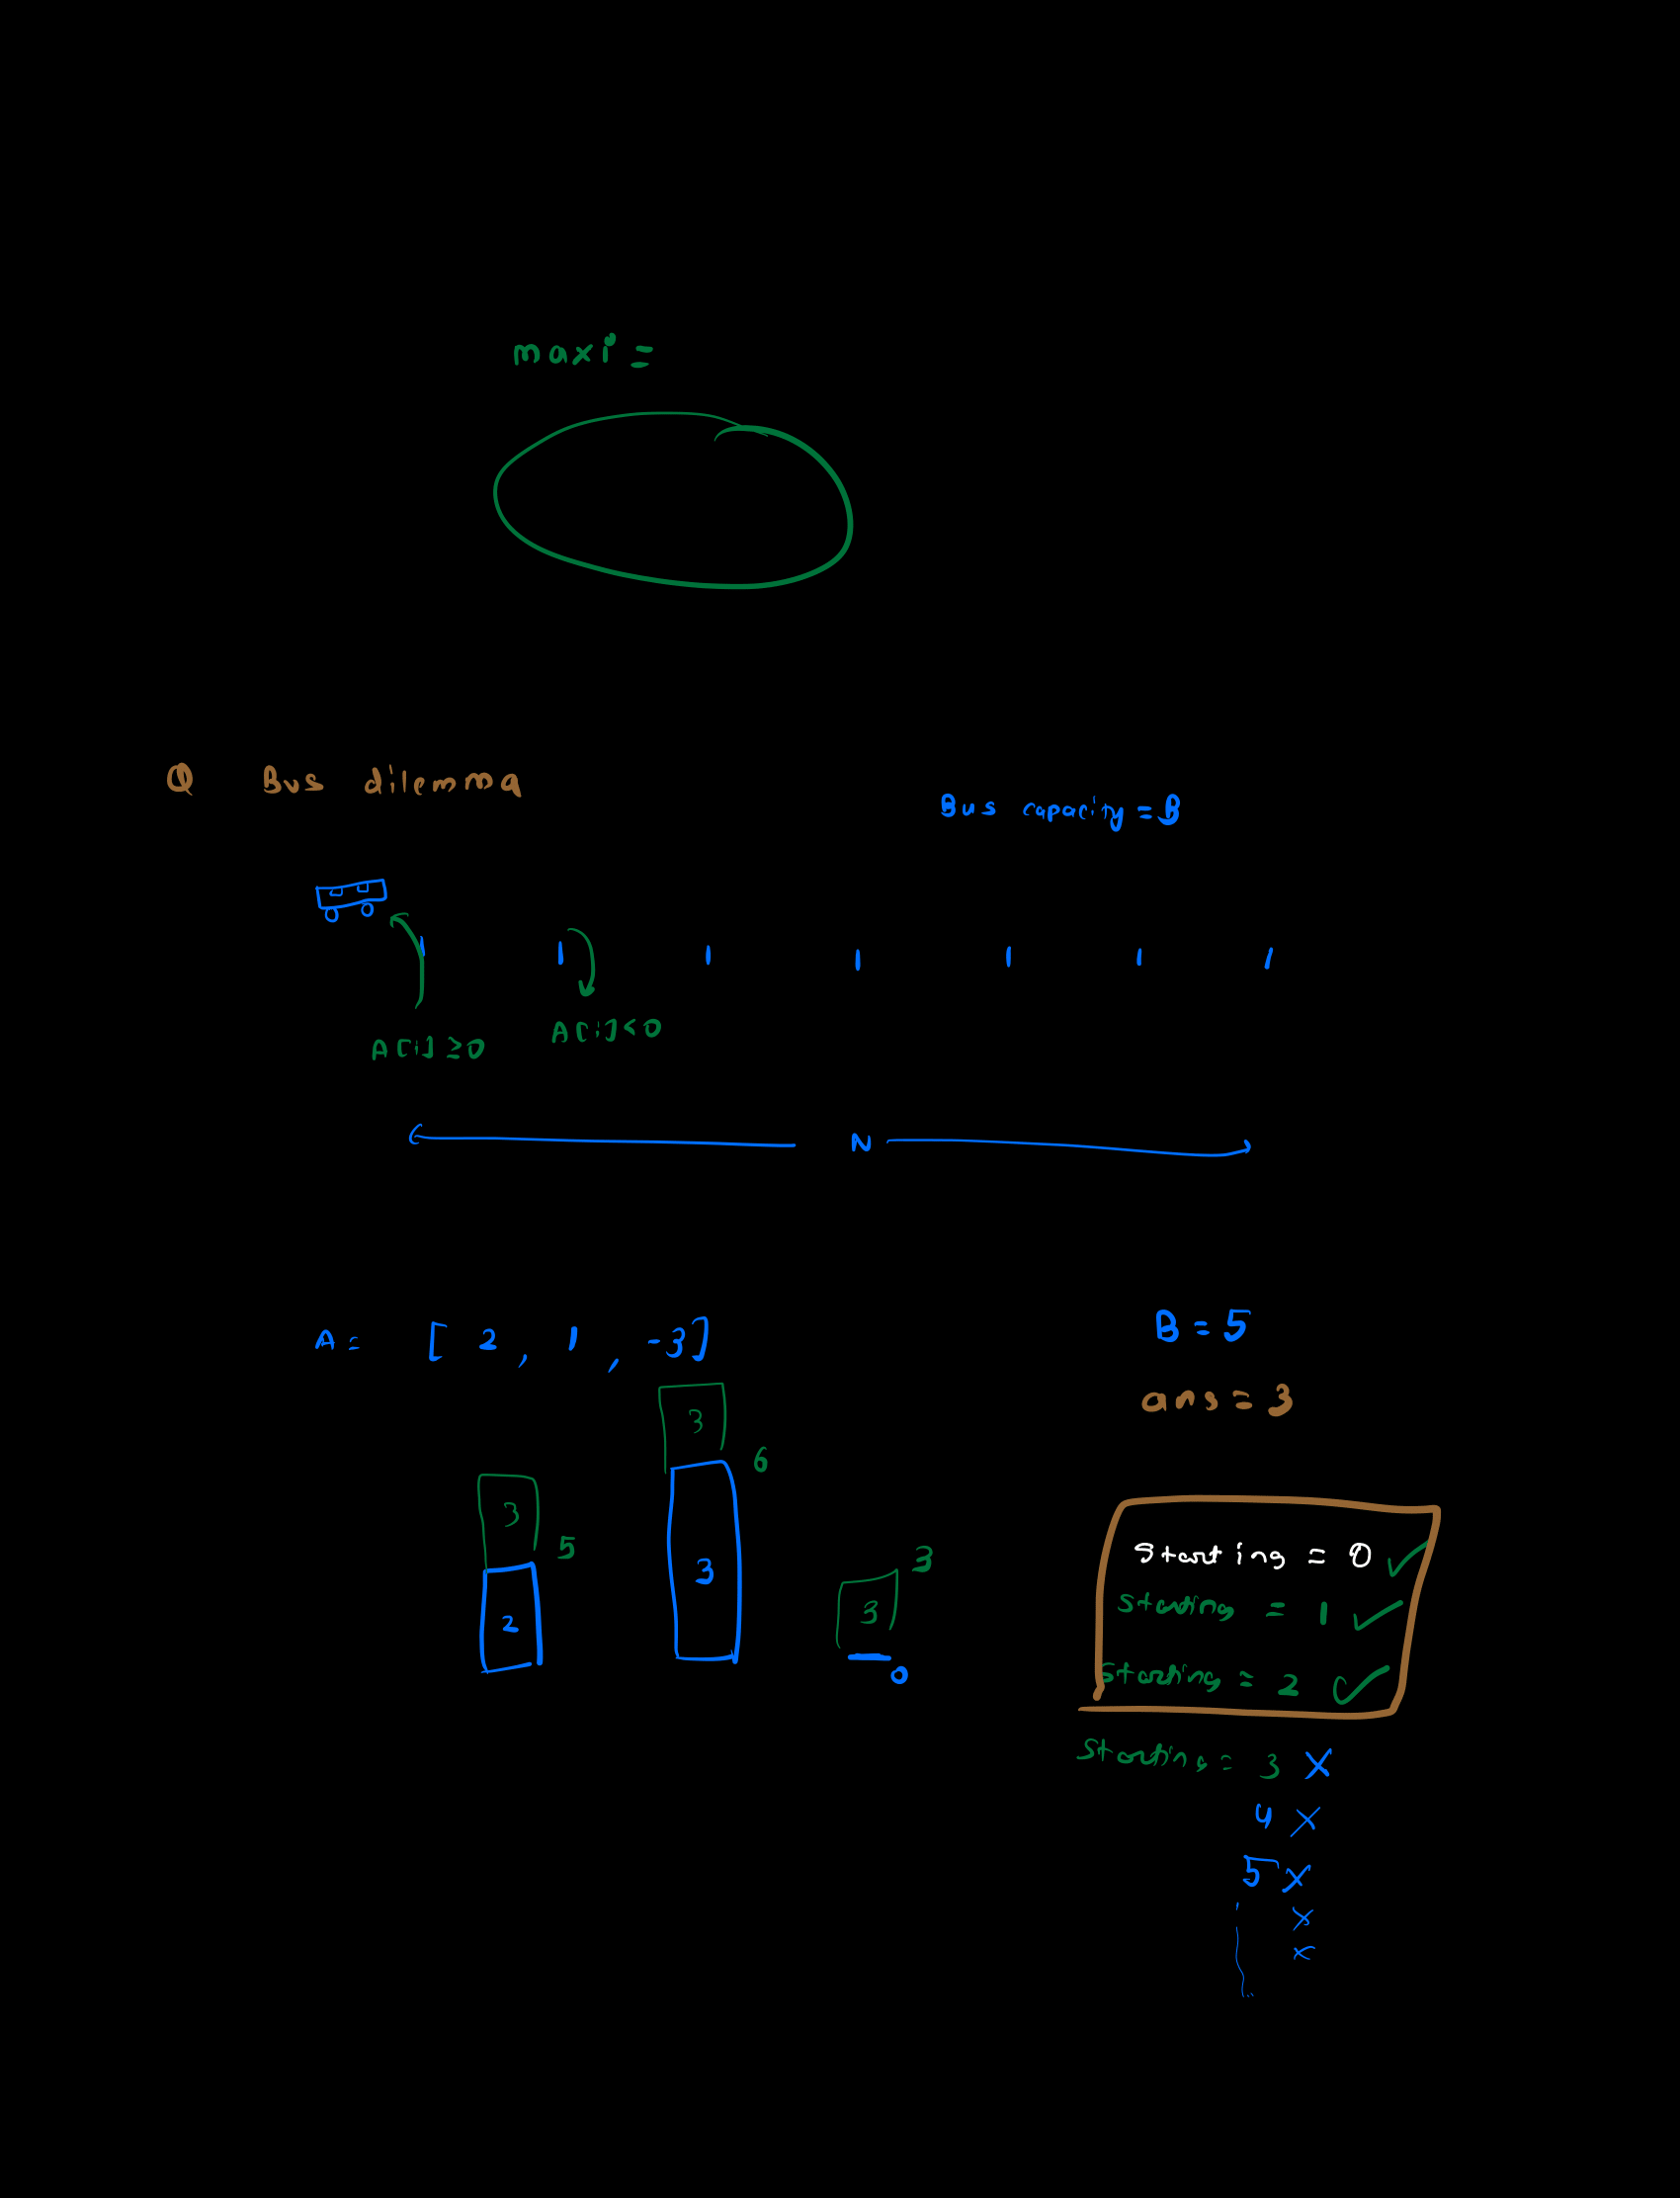 maxi =
Q Bus dilemma
Bus capacity = B
A[i] ≥ 0
A[i] < 0
N
A = [ 2 , 1 , -3 ]
B = 5
ans = 3
3
6
3
5
3
3
3
2
0
Starting = 0 ✓
Starting = 1 ✓
Starting = 2 ✓
Starting = 3 X
4 X
5 X
X
X